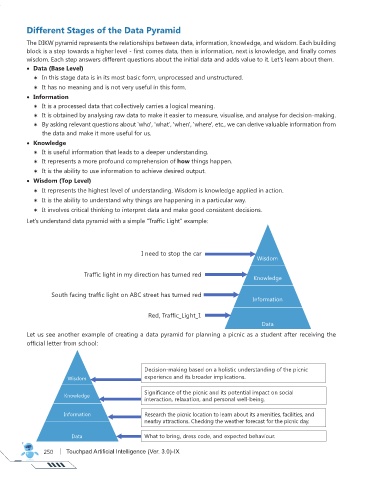 Different Stages of the Data Pyramid
The DIKW pyramid represents the relationships between data, information, knowledge, and wisdom. Each building
block is a step towards a higher level - first comes data, then is information, next is knowledge, and finally comes
wisdom. Each step answers different questions about the initial data and adds value to it. Let's learn about them.
• Data (Base Level)
✷ In this stage data is in its most basic form, unprocessed and unstructured.
✷ It has no meaning and is not very useful in this form.
• Information
✷ It is a processed data that collectively carries a logical meaning.
✷ It is obtained by analysing raw data to make it easier to measure, visualise, and analyse for decision-making.
✷ By asking relevant questions about 'who', 'what', 'when', 'where', etc., we can derive valuable information from
the data and make it more useful for us.
• Knowledge
✷ It is useful information that leads to a deeper understanding.
✷ It represents a more profound comprehension of how things happen.
✷ It is the ability to use information to achieve desired output.
• Wisdom (Top Level)
✷ It represents the highest level of understanding. Wisdom is knowledge applied in action.
✷ It is the ability to understand why things are happening in a particular way.
✷ It involves critical thinking to interpret data and make good consistent decisions.
Let's understand data pyramid with a simple "Traffic Light" example:
I need to stop the car
Wisdom
Traffic light in my direction has turned red
Knowledge
South facing traffic light on ABC street has turned red
Information
Red, Traffic_Light_1
Data
Let us see another example of creating a data pyramid for planning a picnic as a student after receiving the
official letter from school:
Wisdom
Decision-making based on a holistic understanding of the picnic
experience and its broader implications.
Knowledge
Significance of the picnic and its potential impact on social
interaction, relaxation, and personal well-being.
Information
Research the picnic location to learn about its amenities, facilities, and
nearby attractions. Checking the weather forecast for the picnic day.
Data
What to bring, dress code, and expected behaviour.
250 | Touchpad Artificial Intelligence (Ver. 3.0)-IX